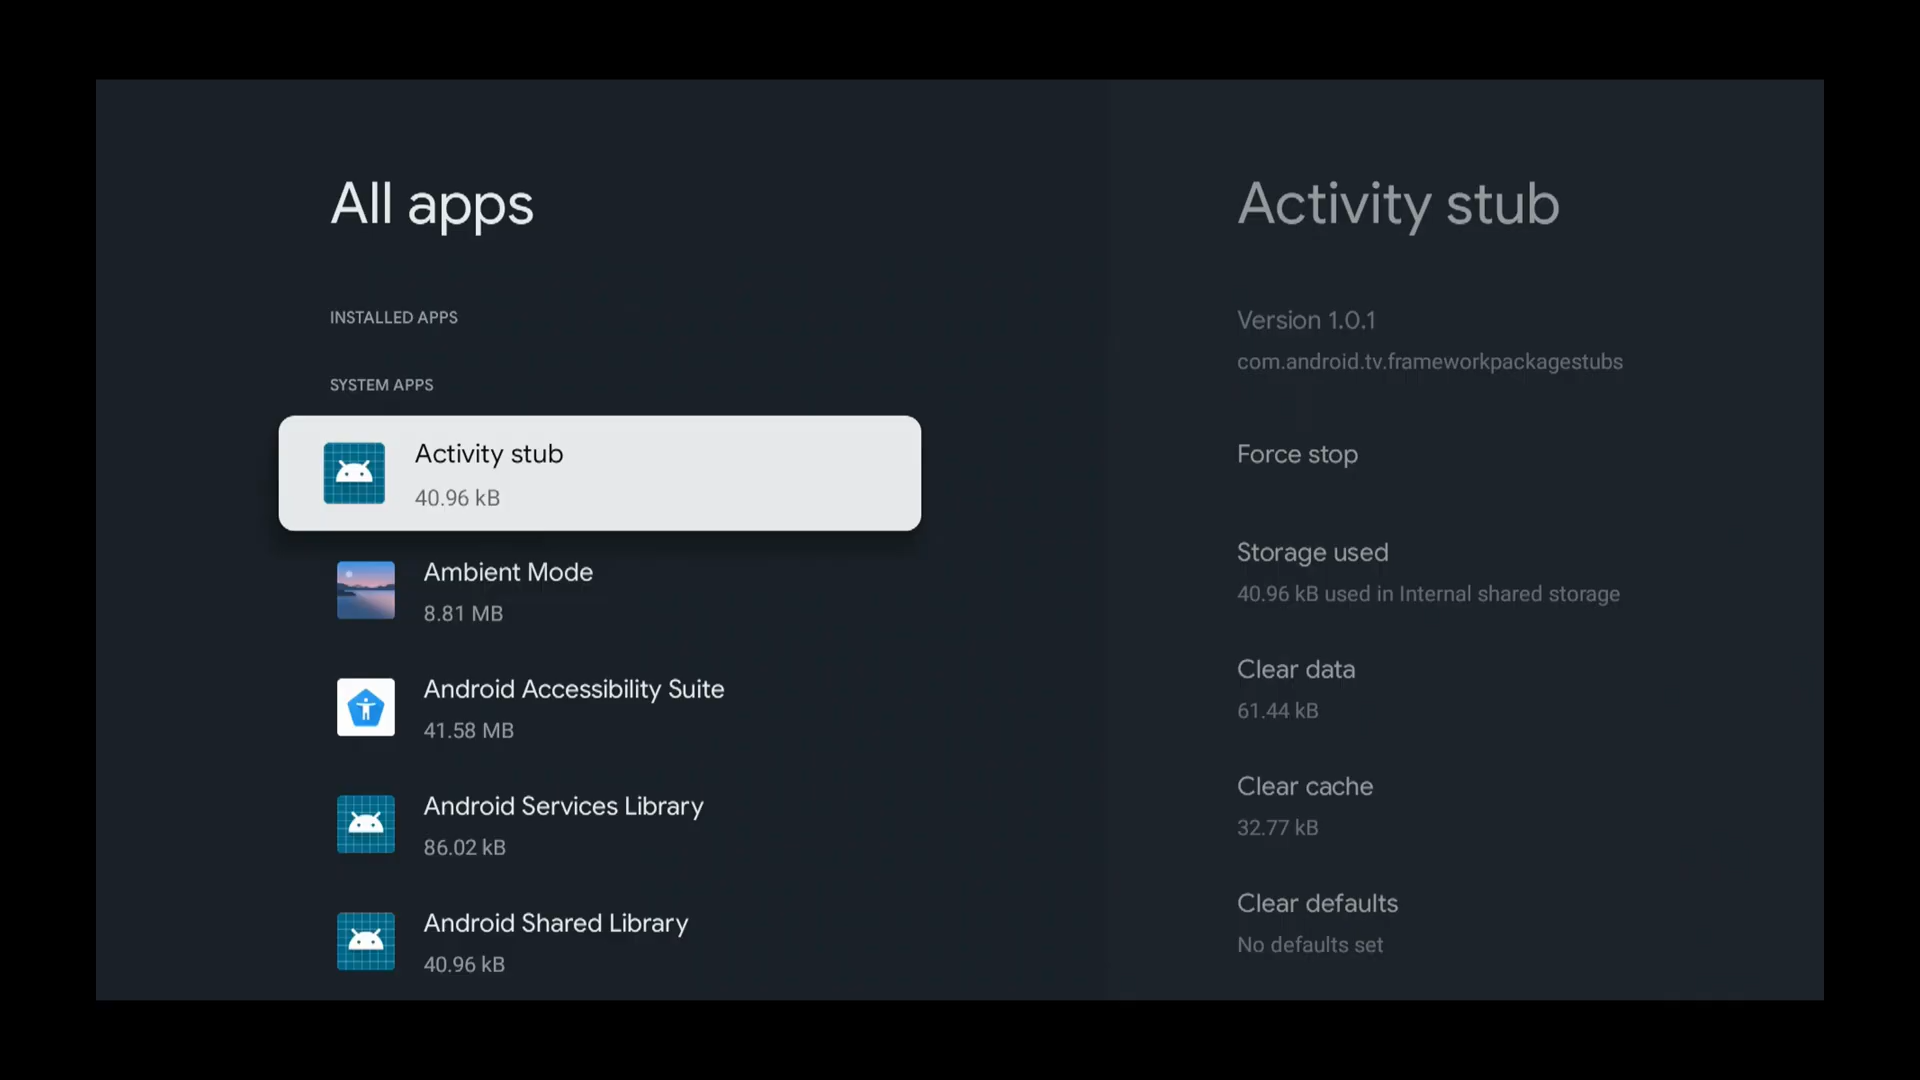 All apps
INSTALLED APPS
SYSTEM APPS
Activity stub
40.96 kB
Ambient Mode
8.81 MB
Android Accessibility Suite
41.58 MB
Android Services Library
86.02 kB
Android Shared Library
40.96 kB
Activity stub
Version 1.0.1
com.android.tv.frameworkpackagestubs
Force stop
Storage used
40.96 kB used in Internal shared storage
Clear data
61.44 kB
Clear cache
32.77 kB
Clear defaults
No defaults set